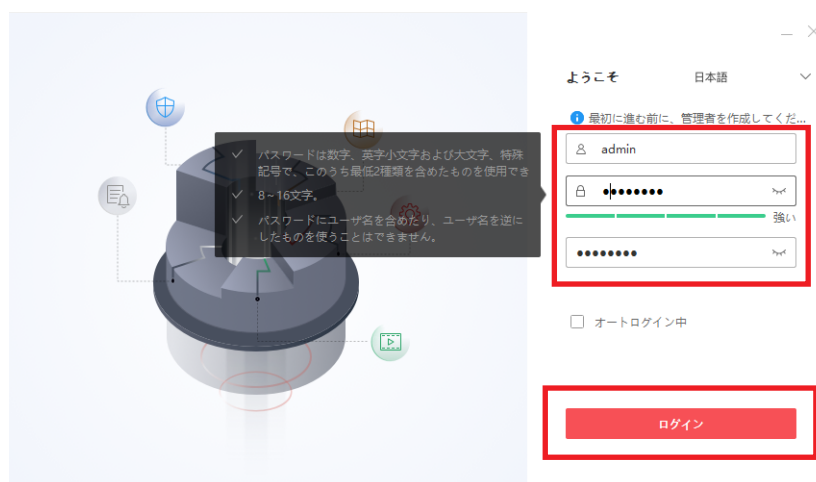 ようこそ
日本語
最初に進む前に、管理者を作成してくだ...
admin
パスワードは数字、英字小文字および大文字、特殊
記号で、このうち最低2種類を含めたものを使用でき
8~16文字。
パスワードにユーザ名を含めたり、ユーザ名を逆に
したものを使うことはできません。
●●●●●●●●
強い
●●●●●●●●
オートログイン中
ログイン